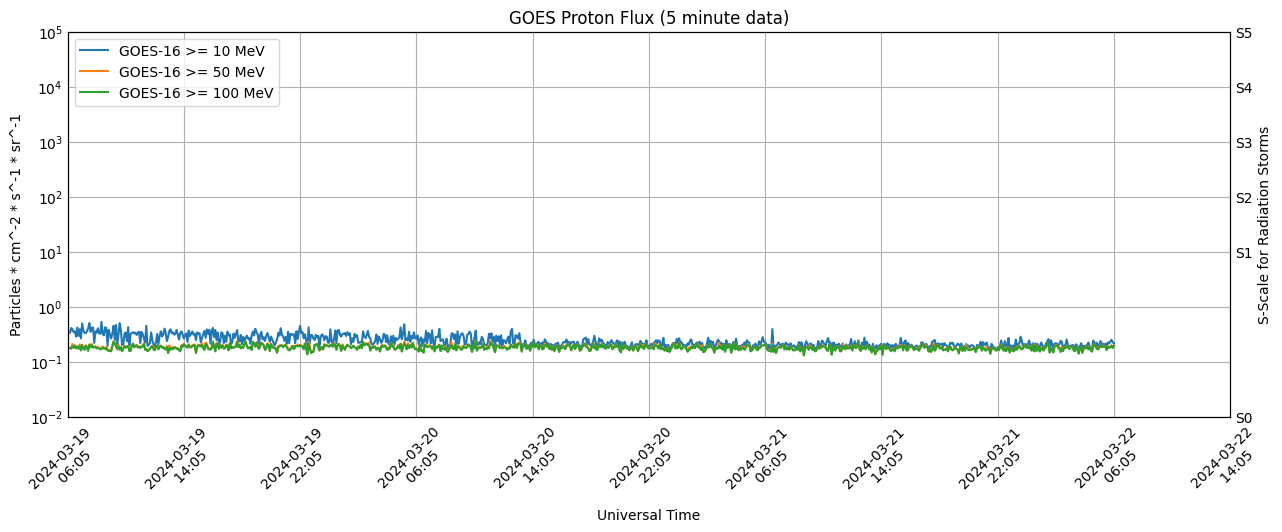 GOES Proton Flux (5 minute data)
GOES-16 >= 10 MeV
GOES-16 >= 50 MeV
GOES-16 >= 100 MeV
Particles * cm^-2 * s^-1 * sr^-1
10^5
10^4
10^3
10^2
10^1
10^0
10^-1
10^-2
S5
S4
S3
S2
S1
S0
S-Scale for Radiation Storms
2024-03-19
06:05
2024-03-19
14:05
2024-03-19
22:05
2024-03-20
06:05
2024-03-20
14:05
2024-03-20
22:05
2024-03-21
06:05
2024-03-21
14:05
2024-03-21
22:05
2024-03-22
06:05
2024-03-22
14:05
Universal Time